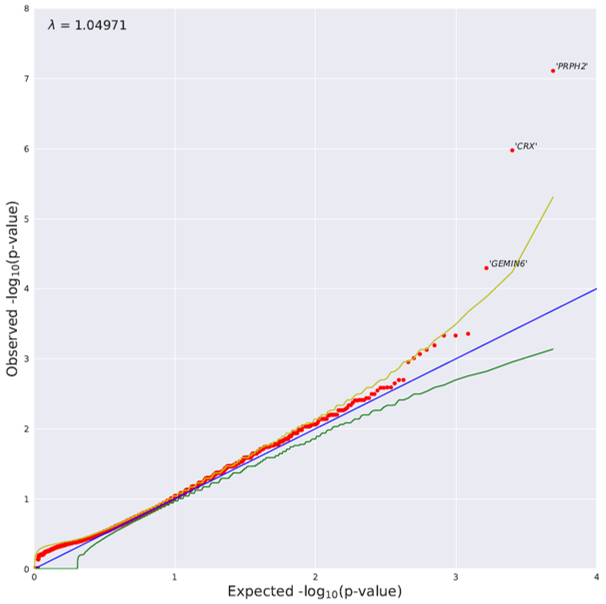 8
λ = 1.04971
7
'PRPH2'
6
'CRX'
5
4
'GEMIN6'
3
2
1
0
0 1 2 3 4
Observed -log10(p-value)
Expected -log10(p-value)